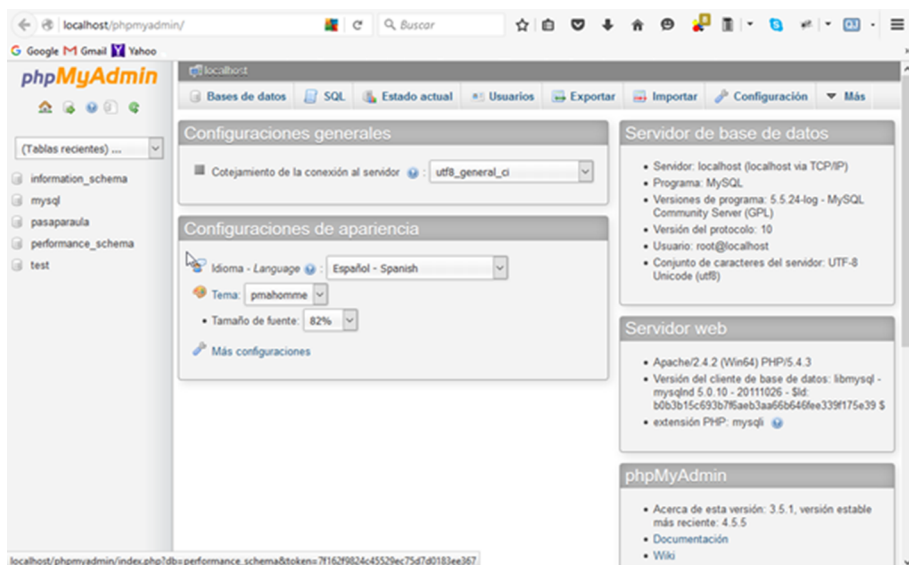 localhost/phpmyadmin/
Buscar
Google Gmail Yahoo
phpMyAdmin
(Tablas recientes) ...
information_schema
mysql
pasaparaula
performance_schema
test
localhost
Bases de datos SQL Estado actual Usuarios Exportar Importar Configuración Más
Configuraciones generales
Cotejamiento de la conexión al servidor : utf8_general_ci
Configuraciones de apariencia
Idioma - Language : Español - Spanish
Tema: pmahomme
Tamaño de fuente: 82%
Más configuraciones
Servidor de base de datos
Servidor: localhost (localhost via TCP/IP)
Programa: MySQL
Versiones de programa: 5.5.24-log - MySQL
Community Server (GPL)
Versión del protocolo: 10
Usuario: root@localhost
Conjunto de caracteres del servidor: UTF-8
Unicode (utf8)
Servidor web
Apache/2.4.2 (Win64) PHP/5.4.3
Versión del cliente de base de datos: libmysql -
mysqlnd 5.0.10 - 20111026 - $Id:
b0b3b15c693b7f6aeb3aa66b646fee339f175e39 $
extensión PHP: mysqli
phpMyAdmin
Acerca de esta versión: 3.5.1, versión estable
más reciente: 4.5.5
Documentación
Wiki
localhost/phpmyadmin/index.php?db=performance_schema&token=7f162f9824c45529ec75d7d0183ee367